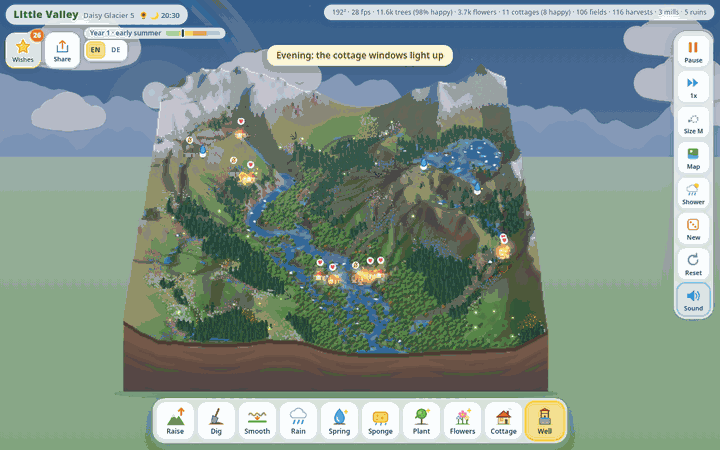 Little Valley Daisy Glacier 5 20:30
192° · 28 fps · 11.6k trees (98% happy) · 3.7k flowers · 11 cottages (8 happy) · 106 fields · 116 harvests · 3 mills · 5 ruins
Year 1 · early summer
26
Wishes
Share
EN DE
Evening: the cottage windows light up
Pause
1x
Size M
Map
Shower
New
Reset
Sound
Raise Dig Smooth Rain Spring Sponge Plant Flowers Cottage Well